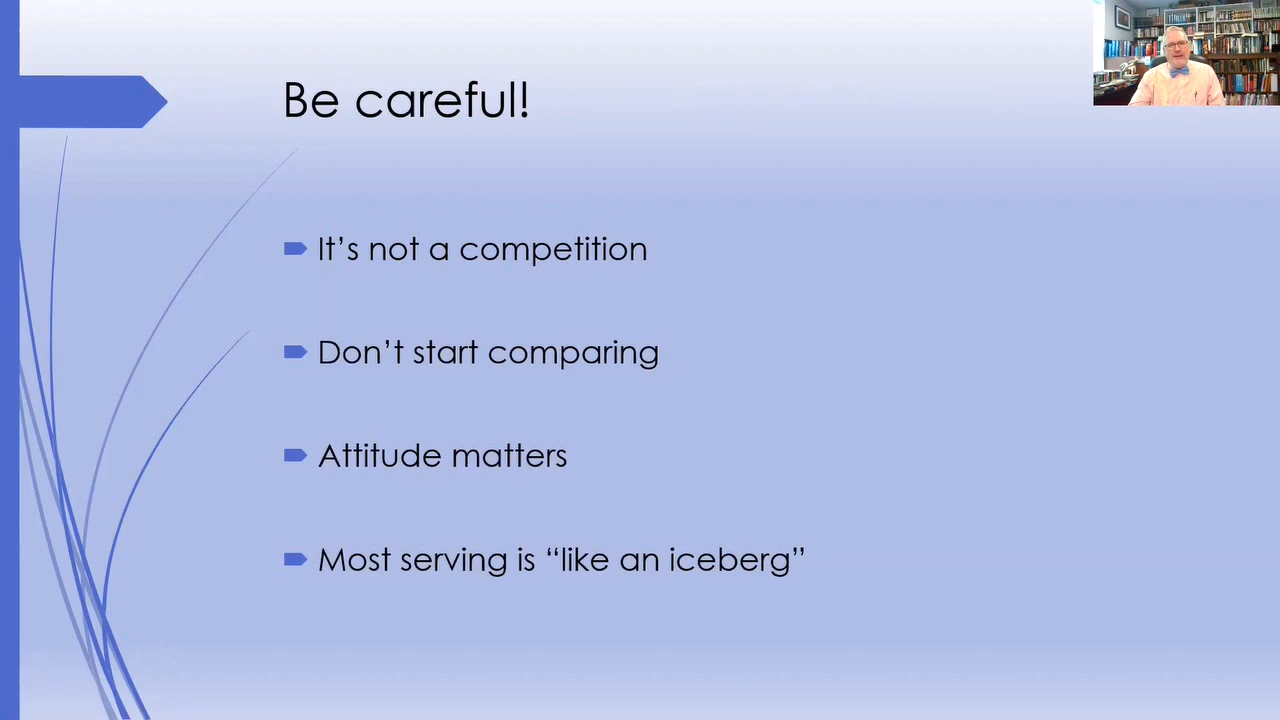 Be careful!
It’s not a competition
Don’t start comparing
Attitude matters
Most serving is “like an iceberg”